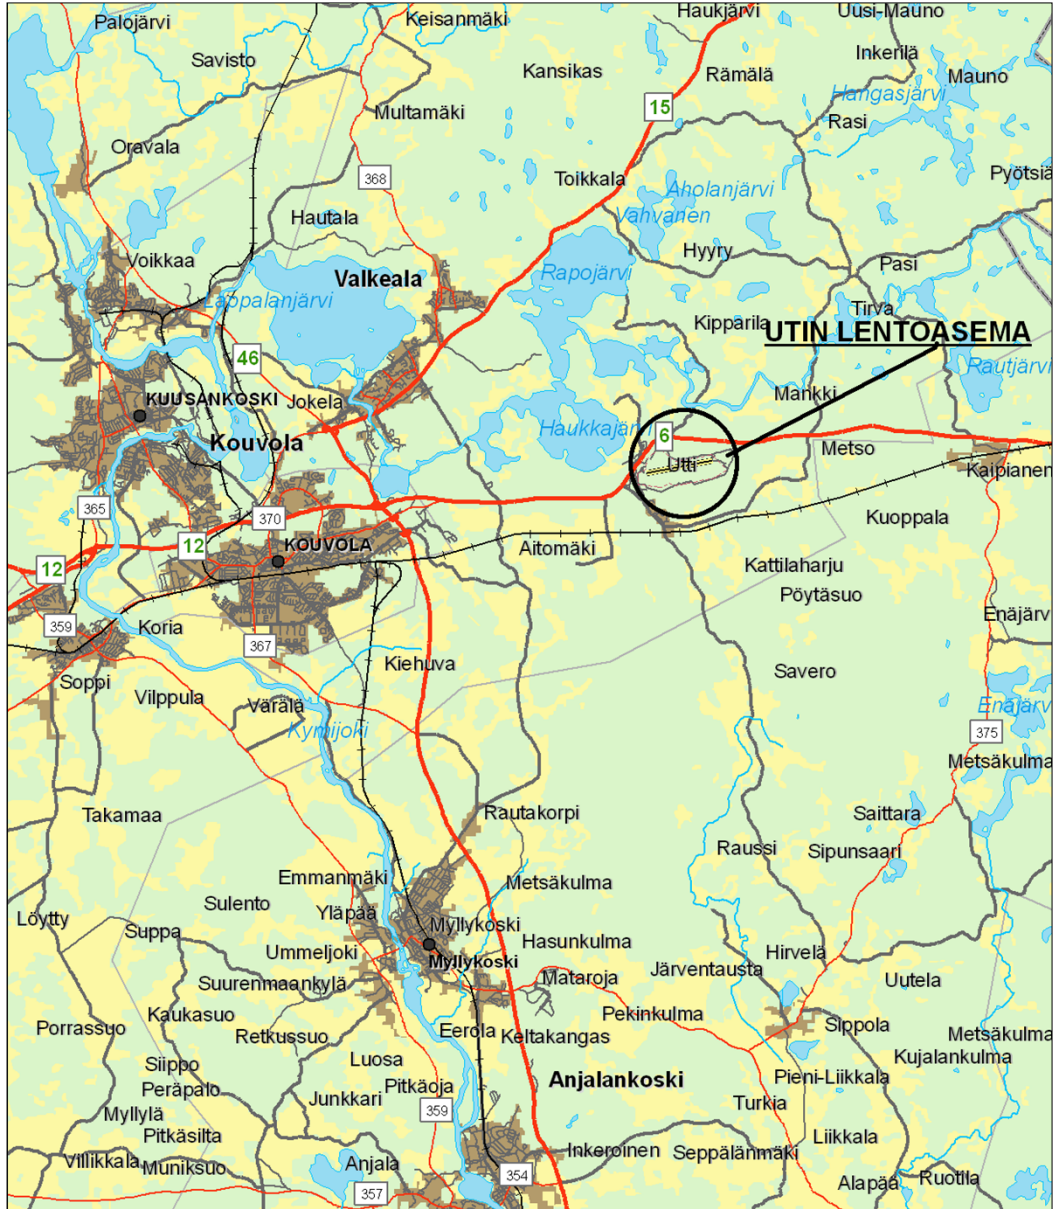 Palojärvi
Keisanmäki
Haukjärvi
Uusi-Mauno
Savisto
Kansikas
Rämälä
Inkerilä
Mauno
Hangasjärvi
Multamäki
15
Rasi
Oravala
368
Toikkala
Aholanjärvi
Pyötsiä
Hautala
Vahvanen
Voikkaa
Hyyry
Pasi
Valkeala
Rapojärvi
Lappalanjärvi
Tirva
Kipparila
UTIN LENTOASEMA
46
Rautjärvi
KUUSANKOSKI
Jokela
Mankki
Kouvola
Haukkajärvi
6
Metso
Utti
Kaipianen
365
370
Kuoppala
12
KOUVOLA
Aitomäki
12
Kattilaharju
Pöytäsuo
359
Koria
Enäjärv
367
Kiehuva
Savero
Soppi
Vilppula
Värälä
Enäjärv
Kymijoki
375
Metsäkulma
Takamaa
Rautakorpi
Saittara
Raussi
Sipunsaari
Emmanmäki
Metsäkulma
Sulento
Yläpää
Löytty
Suppa
Myllykoski
Ummeljoki
Hasunkulma
Hirvelä
Myllykoski
Järventausta
Suurenmaankylä
Mataroja
Uutela
Kaukasuo
Pekinkulma
Porrassuo
Retkussuo
Eerola
Keltakangas
Sippola
Metsäkulma
Siippo
Luosa
Kujalankulma
Peräpalo
Pitkäoja
Anjalankoski
Pieni-Liikkala
Myllylä
Junkkari
359
Turkia
Pitkäsilta
Liikkala
Villikkala
Muniksuo
Anjala
Inkeroinen
Seppälänmäki
354
Ruotila
357
Alapää